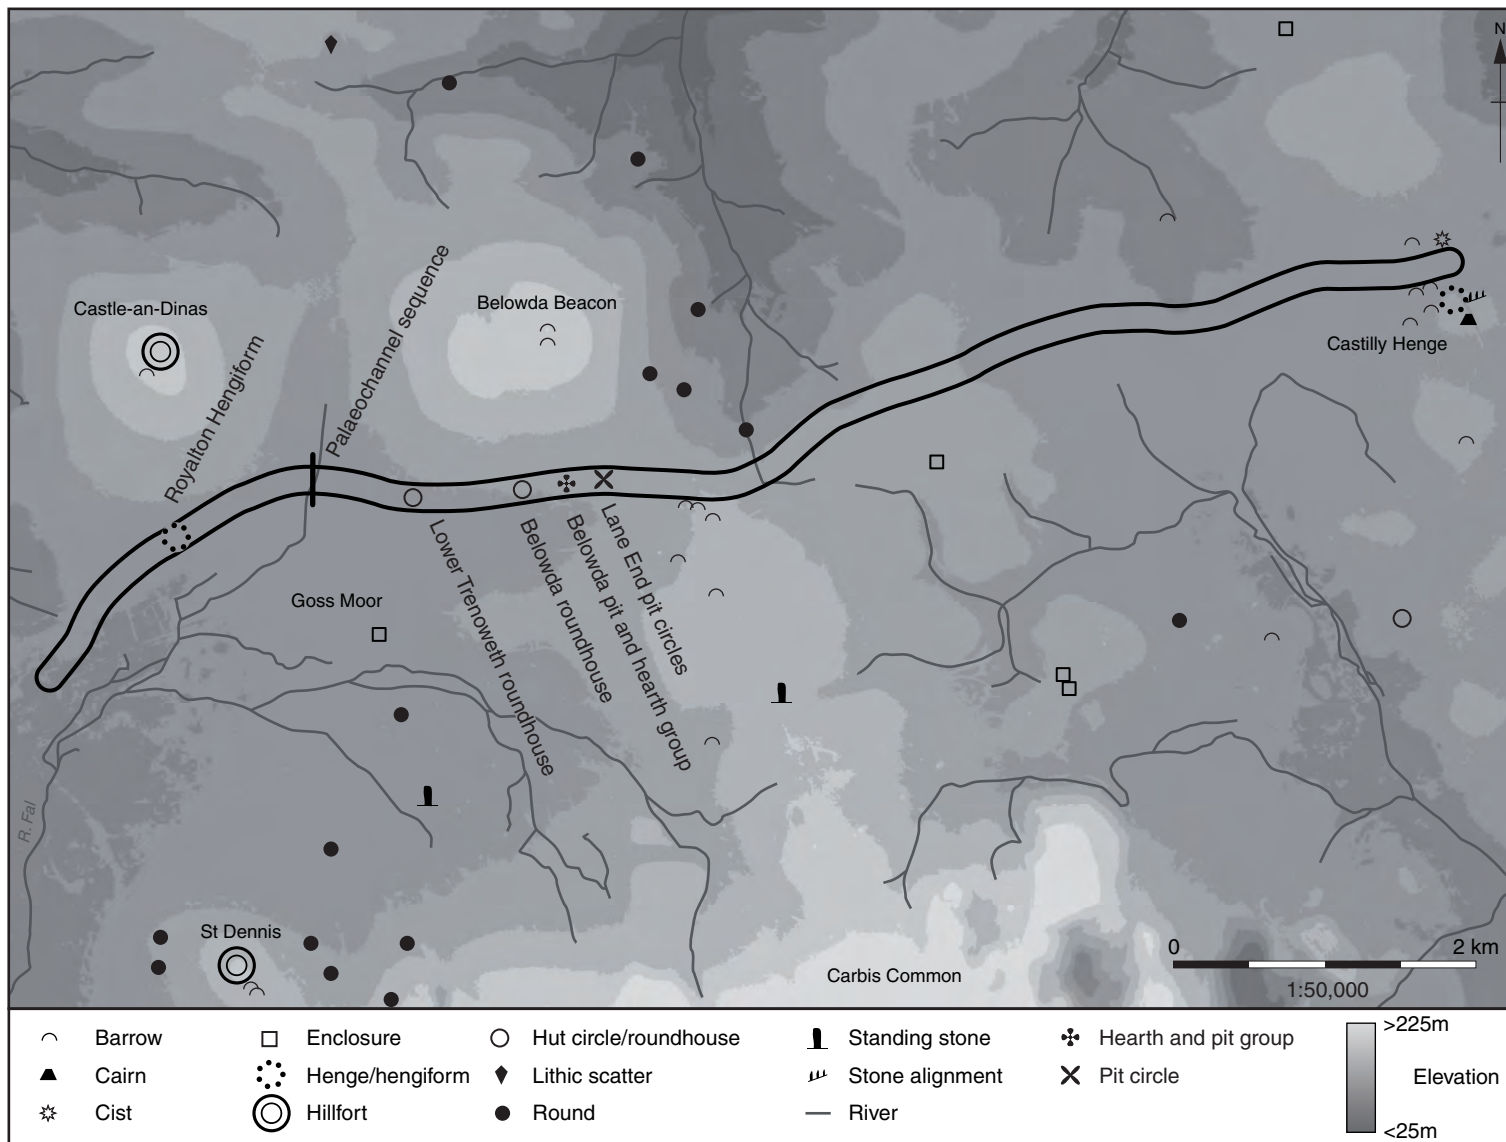 N
Castle-an-Dinas
Royalton Hengiform
Palaeochannel sequence
Belowda Beacon
Castilly Henge
Goss Moor
Lower Trenoweth roundhouse
Belowda roundhouse
Belowda pit and hearth group
Lane End pit circles
R. Fal
St Dennis
Carbis Common
0 2 km
1:50,000
Barrow Enclosure Hut circle/roundhouse Standing stone Hearth and pit group >225m
Cairn Henge/hengiform Lithic scatter Stone alignment Pit circle Elevation
Cist Hillfort Round River <25m